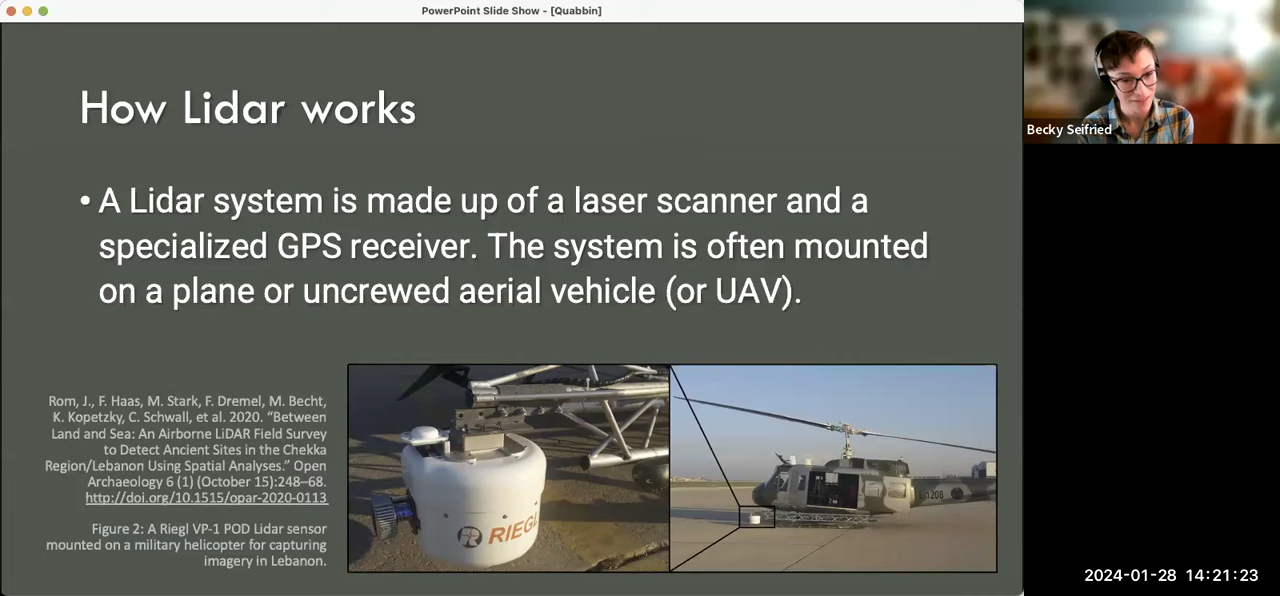 PowerPoint Slide Show - [Quabbin]
How Lidar works
• A Lidar system is made up of a laser scanner and a
specialized GPS receiver. The system is often mounted
on a plane or uncrewed aerial vehicle (or UAV).
Rom, J., F. Haas, M. Stark, F. Dremel, M. Becht,
K. Kopetzky, C. Schwall, et al. 2020. “Between
Land and Sea: An Airborne LiDAR Field Survey
to Detect Ancient Sites in the Chekka
Region/Lebanon Using Spatial Analyses.” Open
Archaeology 6 (1) (October 15):248–68.
http://doi.org/10.1515/opar-2020-0113
Figure 2: A Riegl VP-1 POD Lidar sensor
mounted on a military helicopter for capturing
imagery in Lebanon.
RIEGL
L-1208
Becky Seifried
2024-01-28 14:21:23